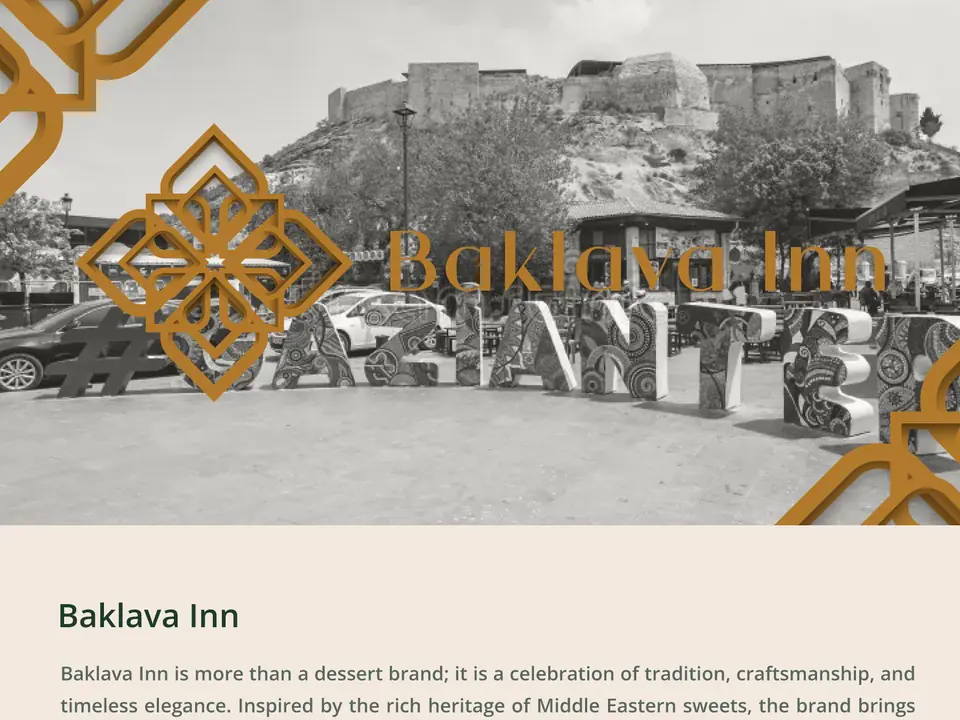 Baklava Inn
#GAZIANTEP
Baklava Inn
Baklava Inn is more than a dessert brand; it is a celebration of tradition, craftsmanship, and
timeless elegance. Inspired by the rich heritage of Middle Eastern sweets, the brand brings